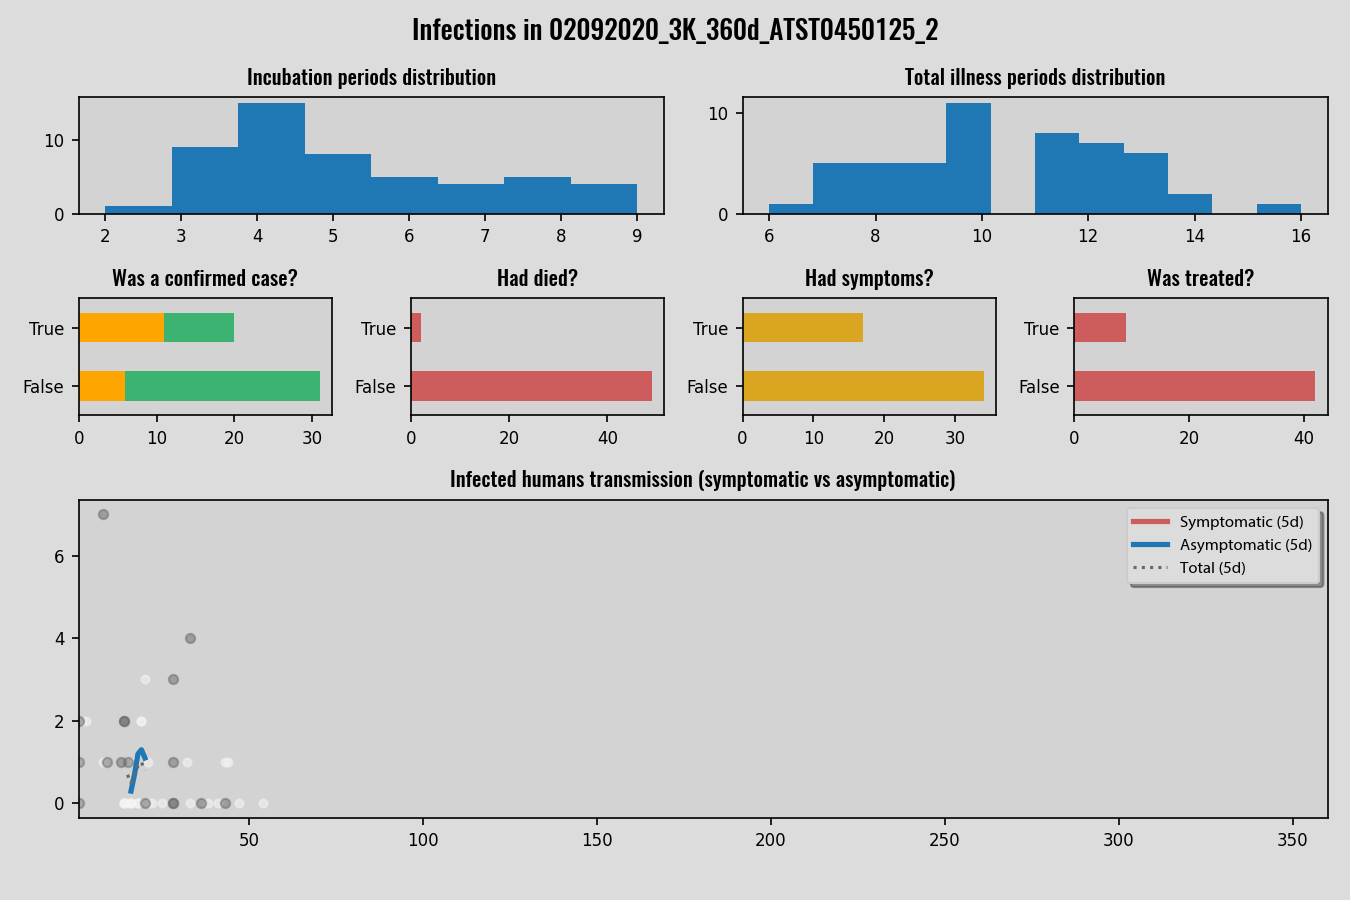 Infections in 02092020_3K_360d_ATST0450125_2
Incubation periods distribution
Total illness periods distribution
10
0
2 3 4 5 6 7 8 9
10
0
6 8 10 12 14 16
Was a confirmed case?
Had died?
Had symptoms?
Was treated?
True
False
0 10 20 30
True
False
0 20 40
True
False
0 10 20 30
True
False
0 20 40
Infected humans transmission (symptomatic vs asymptomatic)
Symptomatic (5d)
Asymptomatic (5d)
Total (5d)
6
4
2
0
50 100 150 200 250 300 350